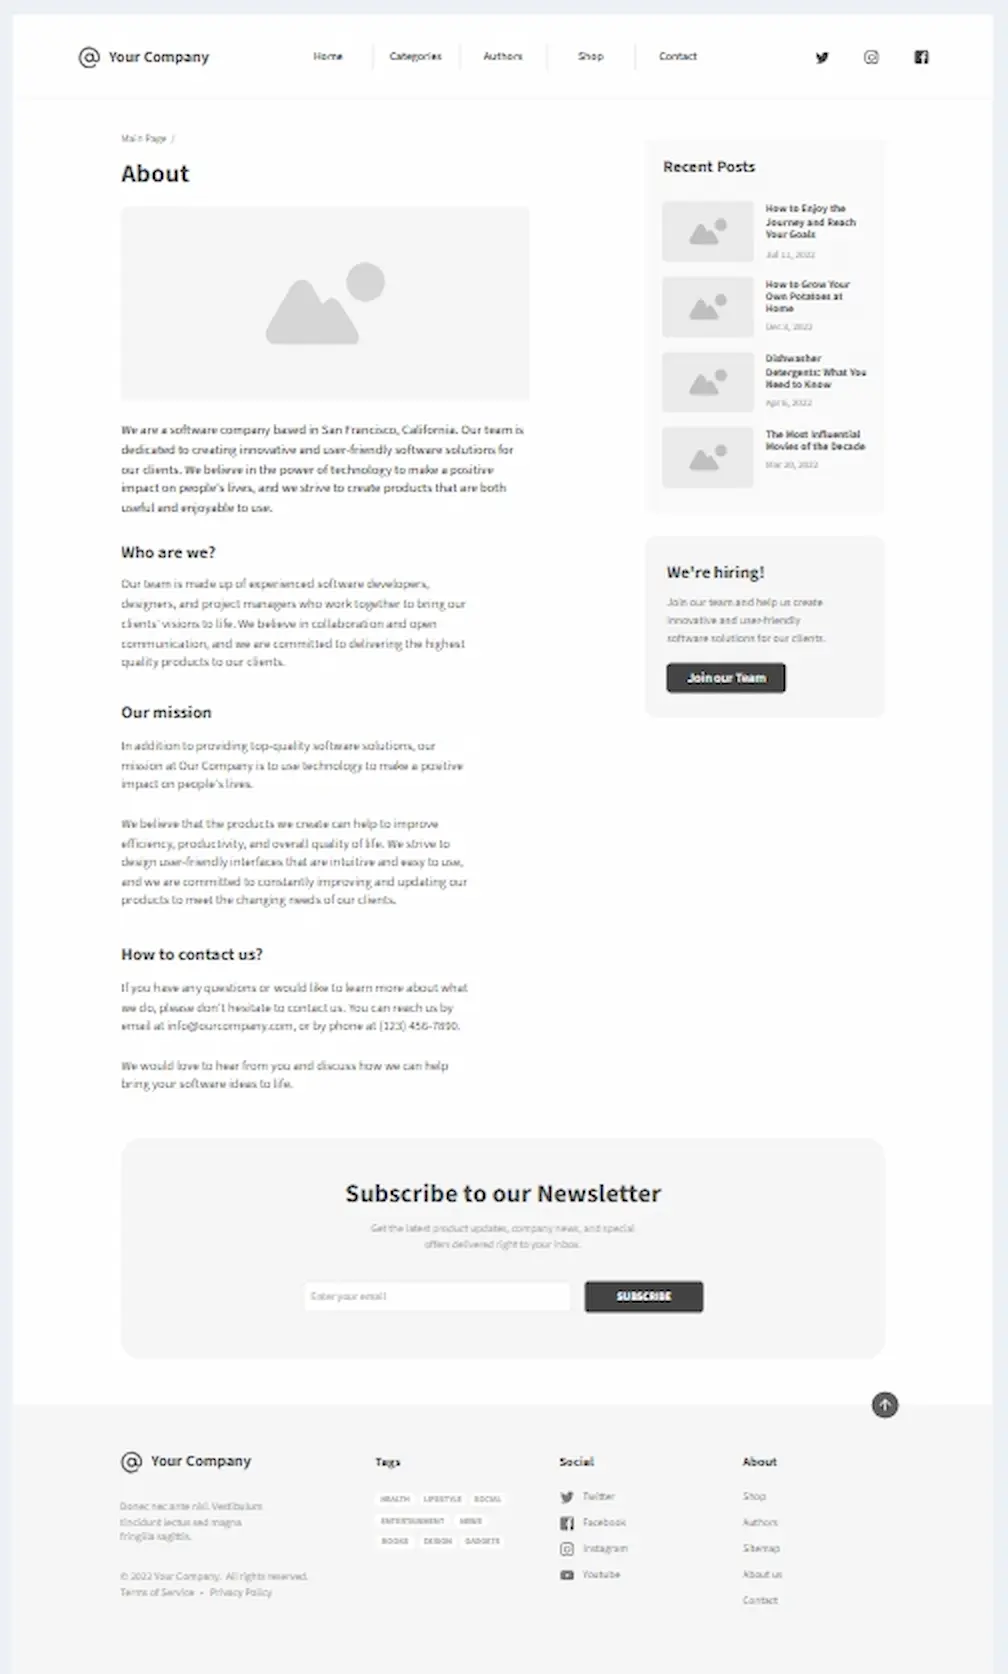 Your Company
Home
Categories
Authors
Shop
Contact
Main Page /
About
We are a software company based in San Francisco, California. Our team is
dedicated to creating innovative and user-friendly software solutions for
our clients. We believe in the power of technology to make a positive
impact on people's lives, and we strive to create products that are both
useful and enjoyable to use.
Who are we?
Our team is made up of experienced software developers,
designers, and project managers who work together to bring our
clients' visions to life. We believe in collaboration and open
communication, and we are committed to delivering the highest
quality products to our clients.
Our mission
In addition to providing top-quality software solutions, our
mission at Our Company is to use technology to make a positive
impact on people's lives.
We believe that the products we create can help to improve
efficiency, productivity, and overall quality of life. We strive to
design user-friendly interfaces that are intuitive and easy to use,
and we are committed to constantly improving and updating our
products to meet the changing needs of our clients.
How to contact us?
If you have any questions or would like to learn more about what
we do, please don't hesitate to contact us. You can reach us by
email at info@ourcompany.com, or by phone at (123) 456-7890.
We would love to hear from you and discuss how we can help
bring your software ideas to life.
Recent Posts
How to Enjoy the
Journey and Reach
Your Goals
Jul 11, 2022
How to Grow Your
Own Potatoes at
Home
Dec 3, 2022
Dishwasher
Detergents: What You
Need to Know
Apr 6, 2022
The Most Influential
Movies of the Decade
Mar 20, 2022
We're hiring!
Join our team and help us create
innovative and user-friendly
software solutions for our clients.
Join our Team
Subscribe to our Newsletter
Get the latest product updates, company news, and special
offers delivered right to your inbox.
Enter your email
SUBSCRIBE
Your Company
Donec nec ante nisl. Vestibulum
tincidunt lectus sed magna
fringilla sagittis.
© 2022 Your Company. All rights reserved.
Terms of Service • Privacy Policy
Tags
HEALTH LIFESTYLE SOCIAL
ENTERTAINMENT NEWS
BOOKS DESIGN GADGETS
Social
Twitter
Facebook
Instagram
Youtube
About
Shop
Authors
Sitemap
About us
Contact